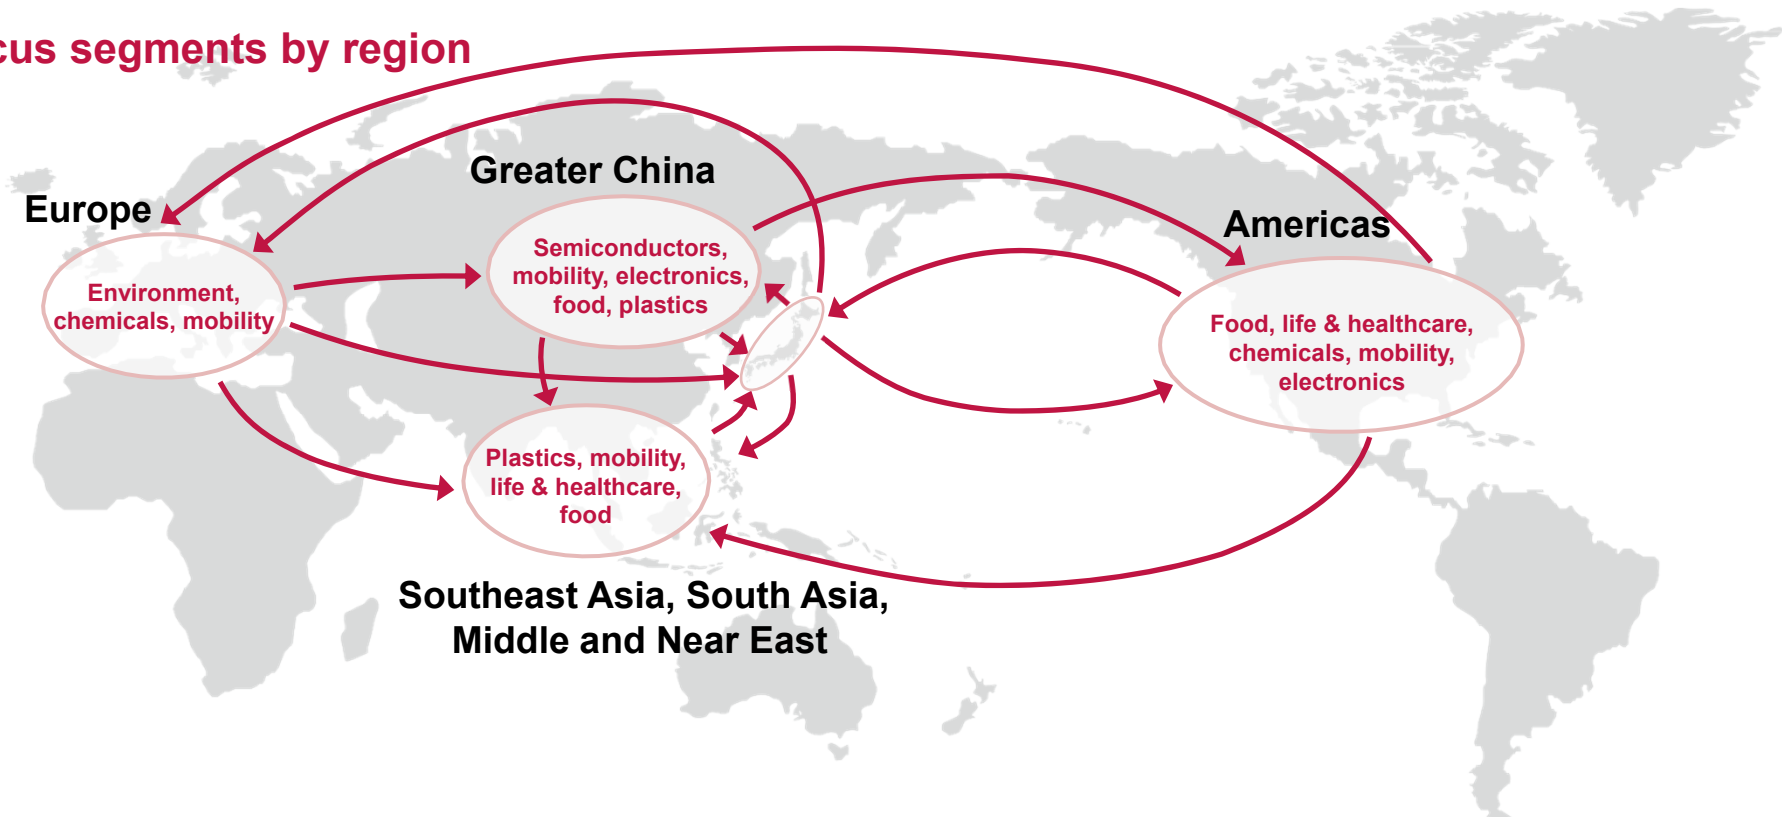 cus segments by region
Greater China
Europe
Americas
Semiconductors,
mobility, electronics,
food, plastics
Environment,
chemicals, mobility
Food, life & healthcare,
chemicals, mobility,
electronics
Plastics, mobility,
life & healthcare,
food
Southeast Asia, South Asia,
Middle and Near East